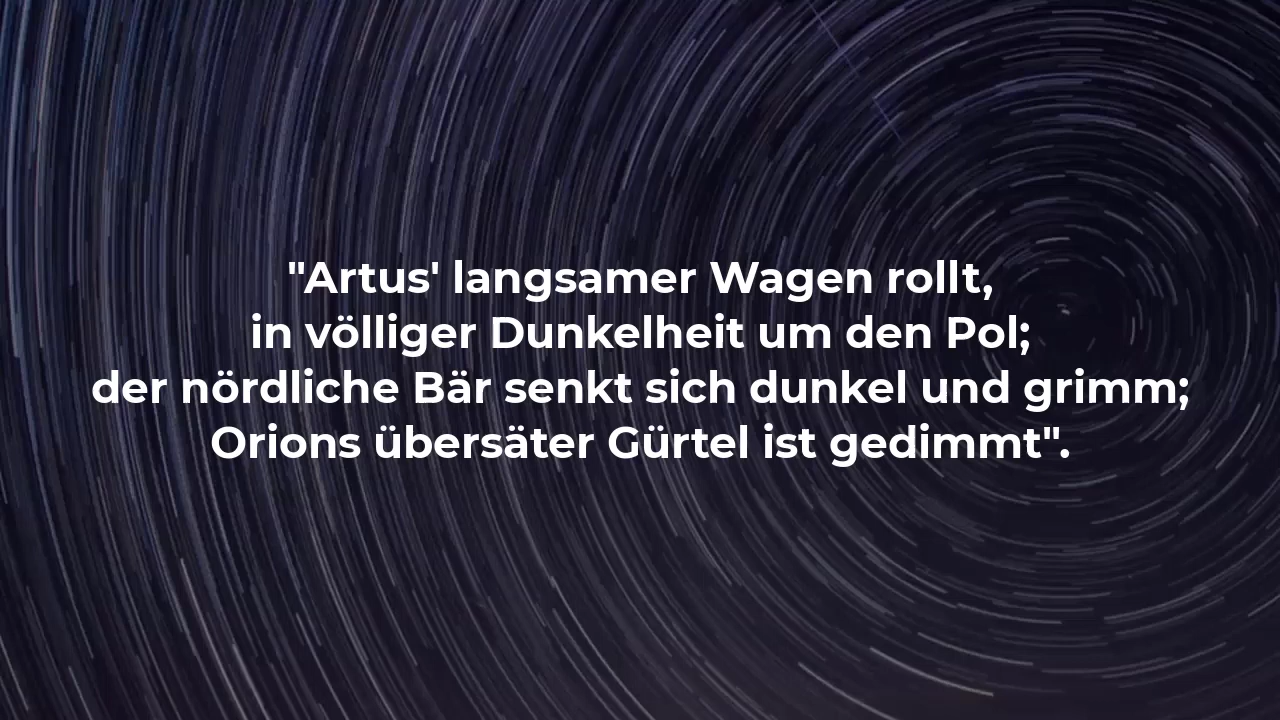 "Artus' langsamer Wagen rollt,
in völliger Dunkelheit um den Pol;
der nördliche Bär senkt sich dunkel und grimm;
Orions übersäter Gürtel ist gedimmt".